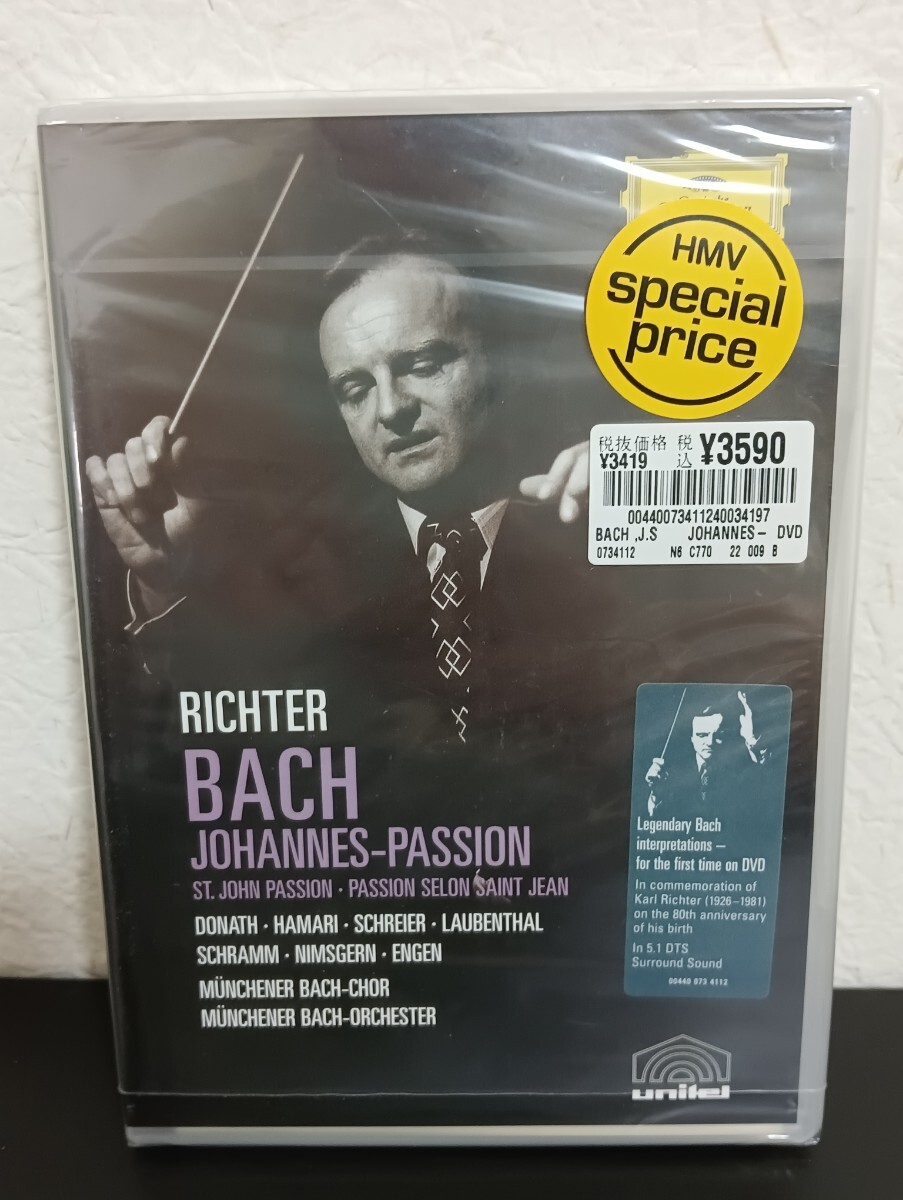 HMV
special
price
税抜価格 税込 ¥3590
¥3419
00440073411240034197
BACH ,J.S JOHANNES- DVD
0734112 N6 C770 22 009 B
RICHTER
BACH
JOHANNES-PASSION
ST. JOHN PASSION · PASSION SELON SAINT JEAN
DONATH · HAMARI · SCHREIER · LAUBENTHAL
SCHRAMM · NIMSGERN · ENGEN
MÜNCHENER BACH-CHOR
MÜNCHENER BACH-ORCHESTER
Legendary Bach
interpretations –
for the first time on DVD
In commemoration of
Karl Richter (1926–1981)
on the 80th anniversary
of his birth
In 5.1 DTS
Surround Sound
00440 073 4112
unitel